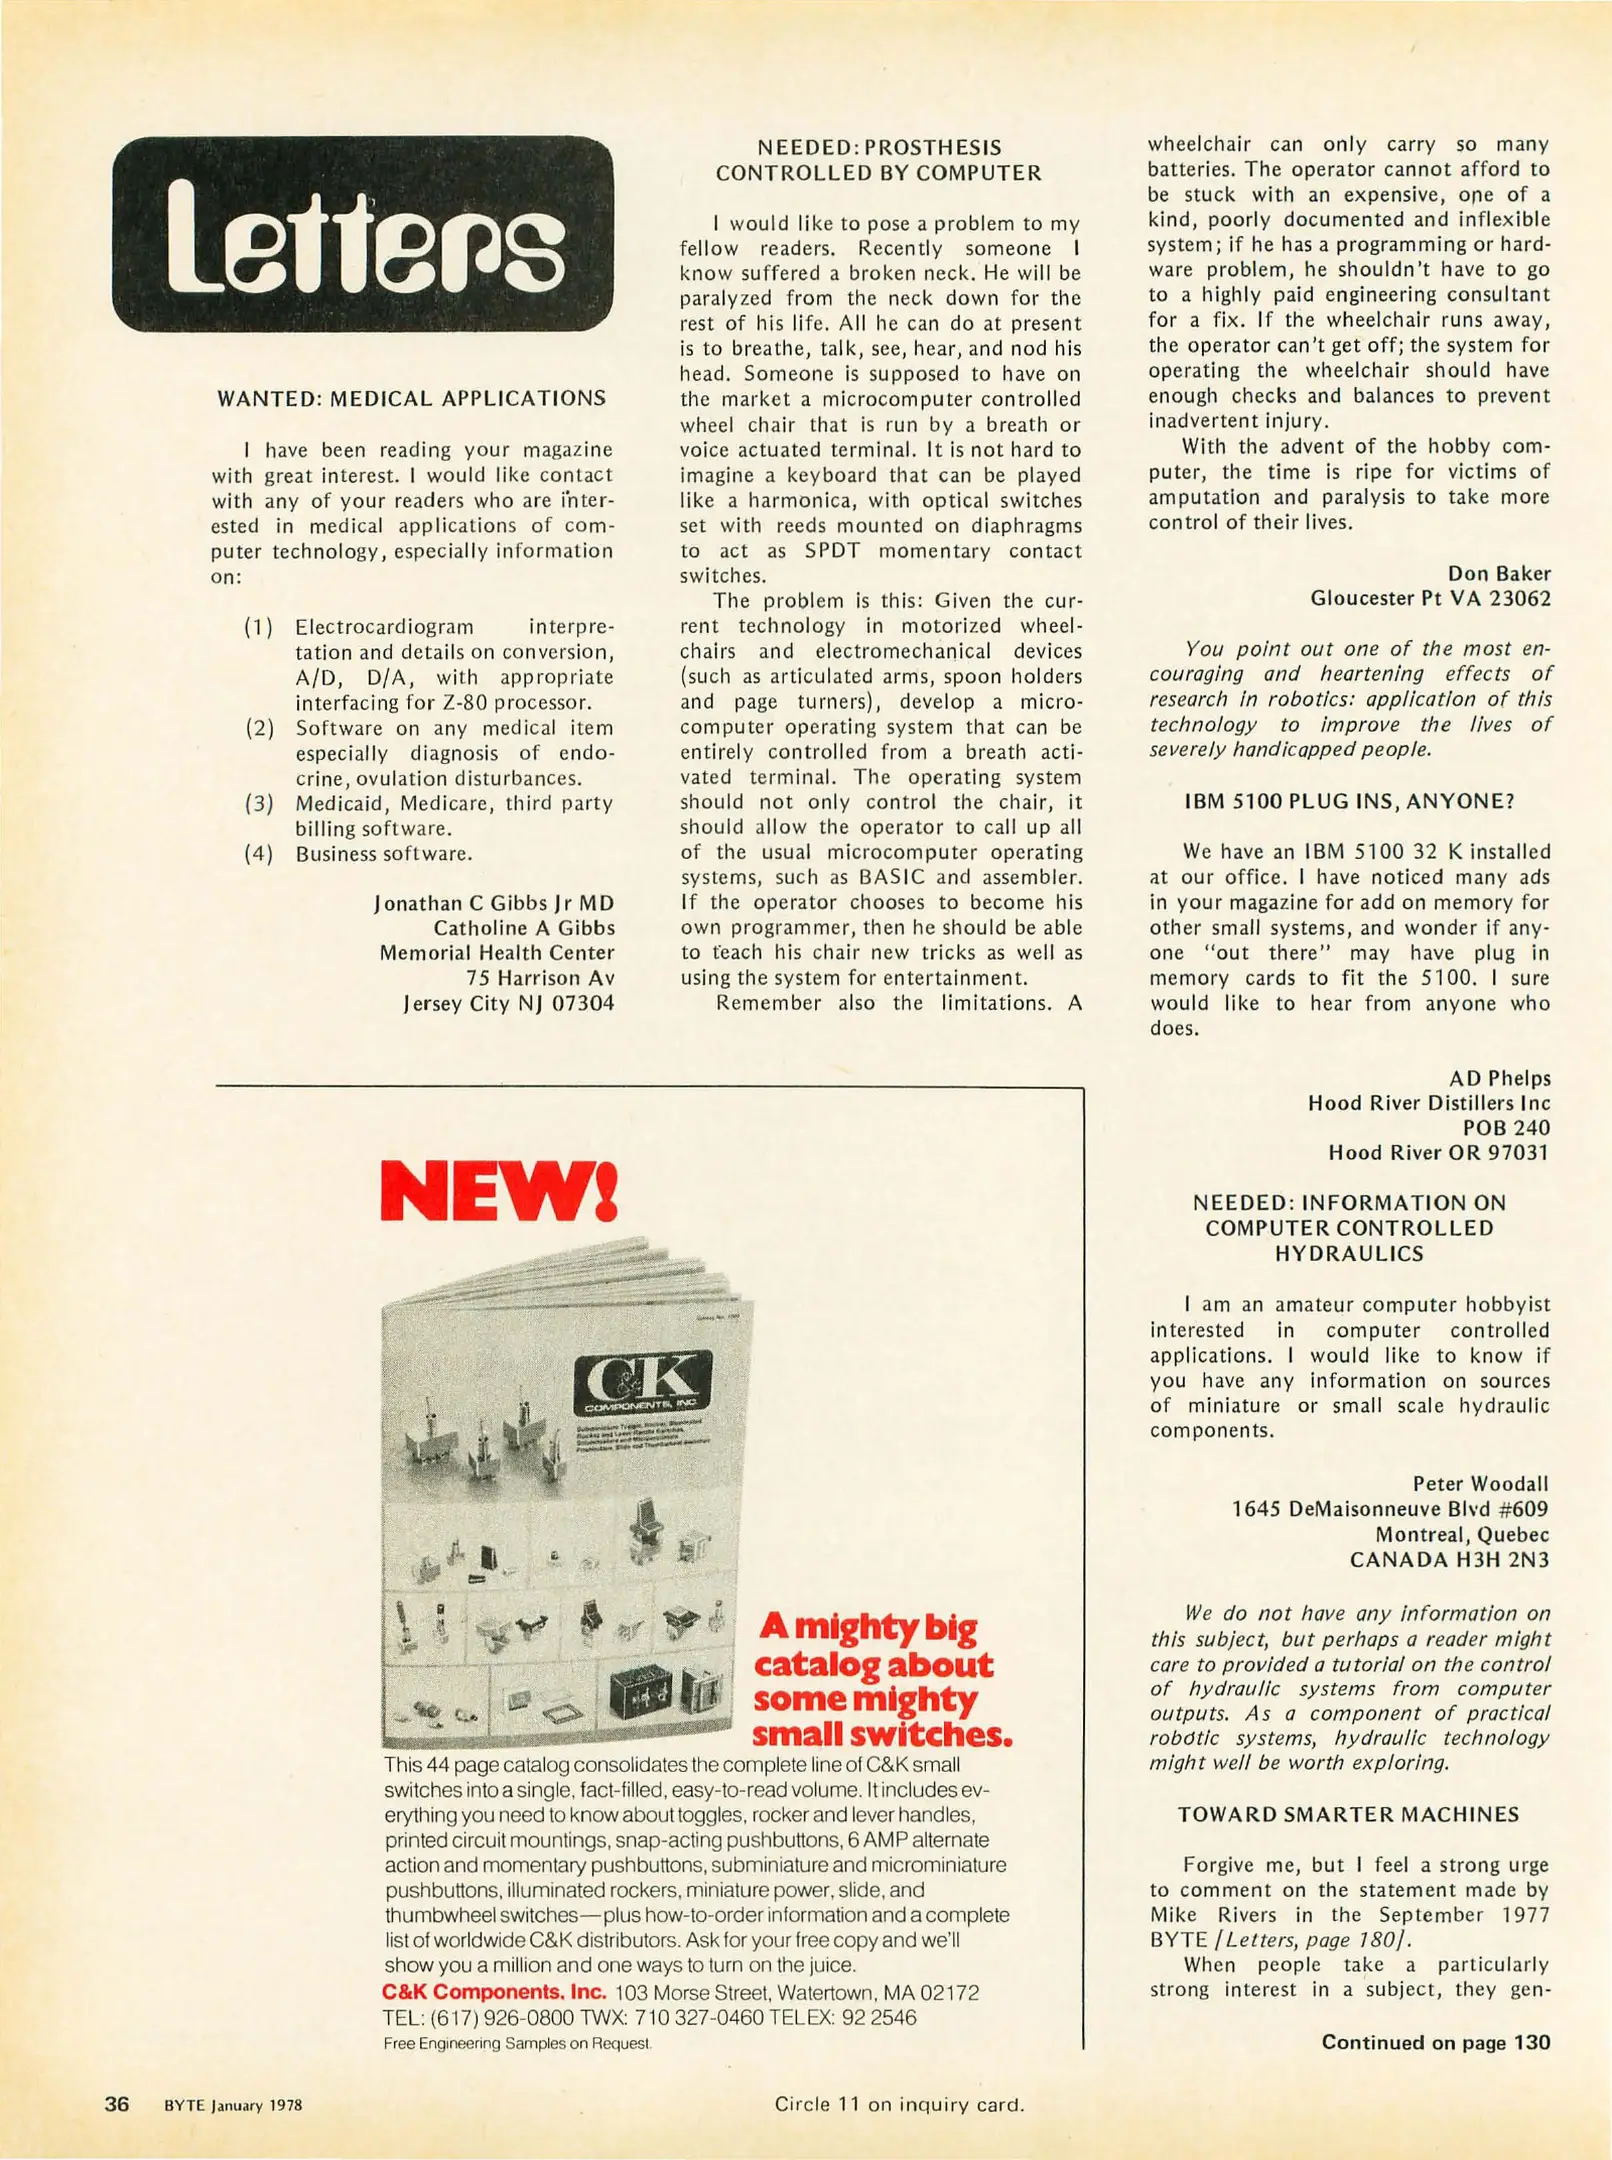 Letters
WANTED: MEDICAL APPLICATIONS
I have been reading your magazine
with great interest. I would like contact
with any of your readers who are inter-
ested in medical applications of com-
puter technology, especially information
on:
(1) Electrocardiogram interpre-
tation and details on conversion,
A/D, D/A, with appropriate
interfacing for Z-80 processor.
(2) Software on any medical item
especially diagnosis of endo-
crine, ovulation disturbances.
(3) Medicaid, Medicare, third party
billing software.
(4) Business software.
Jonathan C Gibbs Jr MD
Catholine A Gibbs
Memorial Health Center
75 Harrison Av
Jersey City NJ 07304
NEEDED: PROSTHESIS
CONTROLLED BY COMPUTER
I would like to pose a problem to my
fellow readers. Recently someone I
know suffered a broken neck. He will be
paralyzed from the neck down for the
rest of his life. All he can do at present
is to breathe, talk, see, hear, and nod his
head. Someone is supposed to have on
the market a microcomputer controlled
wheel chair that is run by a breath or
voice actuated terminal. It is not hard to
imagine a keyboard that can be played
like a harmonica, with optical switches
set with reeds mounted on diaphragms
to act as SPDT momentary contact
switches.
The problem is this: Given the cur-
rent technology in motorized wheel-
chairs and electromechanical devices
(such as articulated arms, spoon holders
and page turners), develop a micro-
computer operating system that can be
entirely controlled from a breath acti-
vated terminal. The operating system
should not only control the chair, it
should allow the operator to call up all
of the usual microcomputer operating
systems, such as BASIC and assembler.
If the operator chooses to become his
own programmer, then he should be able
to teach his chair new tricks as well as
using the system for entertainment.
Remember also the limitations. A
wheelchair can only carry so many
batteries. The operator cannot afford to
be stuck with an expensive, one of a
kind, poorly documented and inflexible
system; if he has a programming or hard-
ware problem, he shouldn't have to go
to a highly paid engineering consultant
for a fix. If the wheelchair runs away,
the operator can't get off; the system for
operating the wheelchair should have
enough checks and balances to prevent
inadvertent injury.
With the advent of the hobby com-
puter, the time is ripe for victims of
amputation and paralysis to take more
control of their lives.
Don Baker
Gloucester Pt VA 23062
You point out one of the most en-
couraging and heartening effects of
research in robotics: application of this
technology to improve the lives of
severely handicapped people.
IBM 5100 PLUG INS, ANYONE?
We have an IBM 5100 32 K installed
at our office. I have noticed many ads
in your magazine for add on memory for
other small systems, and wonder if any-
one "out there" may have plug in
memory cards to fit the 5100. I sure
would like to hear from anyone who
does.
AD Phelps
Hood River Distillers Inc
POB 240
Hood River OR 97031
NEEDED: INFORMATION ON
COMPUTER CONTROLLED
HYDRAULICS
I am an amateur computer hobbyist
interested in computer controlled
applications. I would like to know if
you have any information on sources
of miniature or small scale hydraulic
components.
Peter Woodall
1645 DeMaisonneuve Blvd #609
Montreal, Quebec
CANADA H3H 2N3
We do not have any information on
this subject, but perhaps a reader might
care to provided a tutorial on the control
of hydraulic systems from computer
outputs. As a component of practical
robotic systems, hydraulic technology
might well be worth exploring.
TOWARD SMARTER MACHINES
Forgive me, but I feel a strong urge
to comment on the statement made by
Mike Rivers in the September 1977
BYTE [Letters, page 180].
When people take a particularly
strong interest in a subject, they gen-
Continued on page 130
NEW!
C&K
COMPONENTS, INC.
A mighty big
catalog about
some mighty
small switches.
This 44 page catalog consolidates the complete line of C&K small
switches into a single, fact-filled, easy-to-read volume. It includes ev-
erything you need to know about toggles, rocker and lever handles,
printed circuit mountings, snap-acting pushbuttons, 6 AMP alternate
action and momentary pushbuttons, subminiature and microminiature
pushbuttons, illuminated rockers, miniature power, slide, and
thumbwheel switches—plus how-to-order information and a complete
list of worldwide C&K distributors. Ask for your free copy and we'll
show you a million and one ways to turn on the juice.
C&K Components, Inc. 103 Morse Street, Watertown, MA 02172
TEL: (617) 926-0800 TWX: 710 327-0460 TELEX: 92 2546
Free Engineering Samples on Request.
36 BYTE January 1978
Circle 11 on inquiry card.